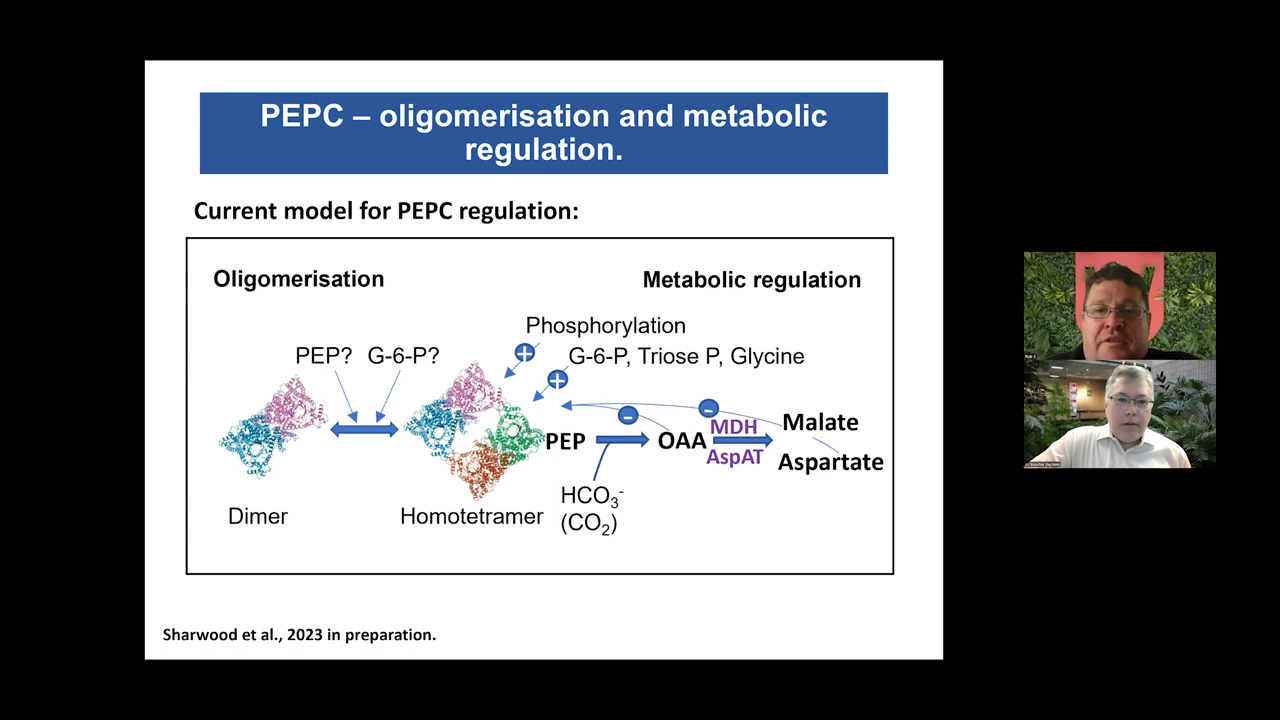 PEPC – oligomerisation and metabolic
regulation.
Current model for PEPC regulation:
Oligomerisation
Metabolic regulation
Phosphorylation
PEP? G-6-P?
G-6-P, Triose P, Glycine
MDH
Malate
PEP
OAA
AspAT
Aspartate
HCO3-
(CO2)
Dimer
Homotetramer
Sharwood et al., 2023 in preparation.